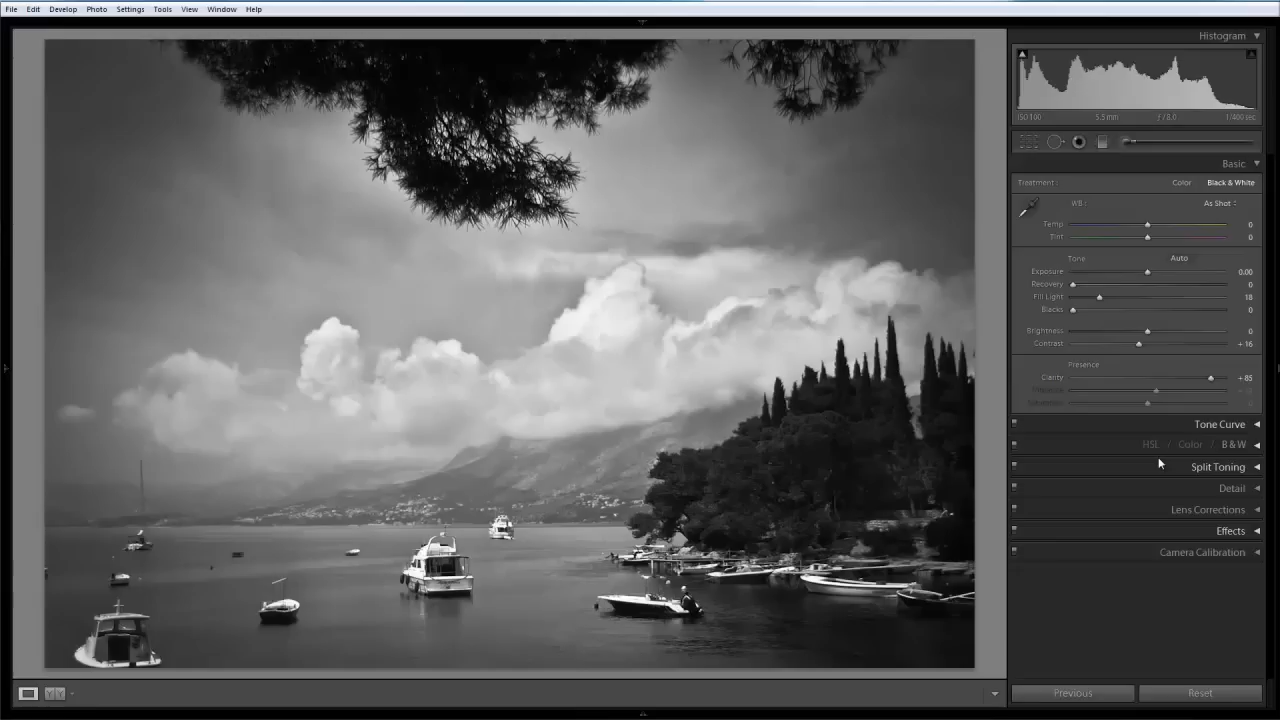 File Edit Develop Photo Settings Tools View Window Help
Histogram
ISO 100 5.5 mm ƒ / 8.0 1/400 sec
Basic
Treatment : Color Black & White
WB : As Shot
Temp 0
Tint 0
Tone Auto
Exposure 0.00
Recovery 0
Fill Light 18
Blacks 0
Brightness 0
Contrast + 16
Presence
Clarity + 85
Tone Curve
HSL / Color / B & W
Split Toning
Detail
Lens Corrections
Effects
Camera Calibration
Y Y
Previous Reset